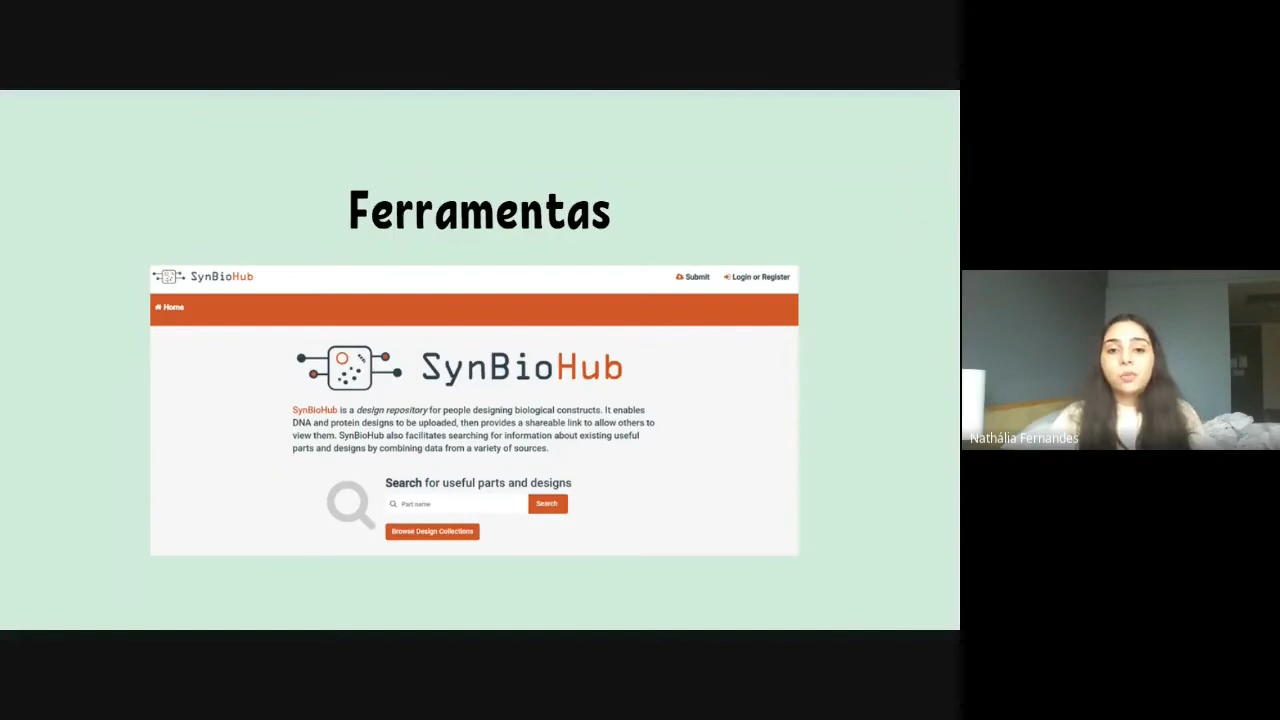 Ferramentas
SynBioHub
Submit
Login or Register
Home
SynBioHub
SynBioHub is a design repository for people designing biological constructs. It enables
DNA and protein designs to be uploaded, then provides a shareable link to allow others to
view them. SynBioHub also facilitates searching for information about existing useful
parts and designs by combining data from a variety of sources.
Search for useful parts and designs
Part name
Search
Browse Design Collections
Nathália Fernandes